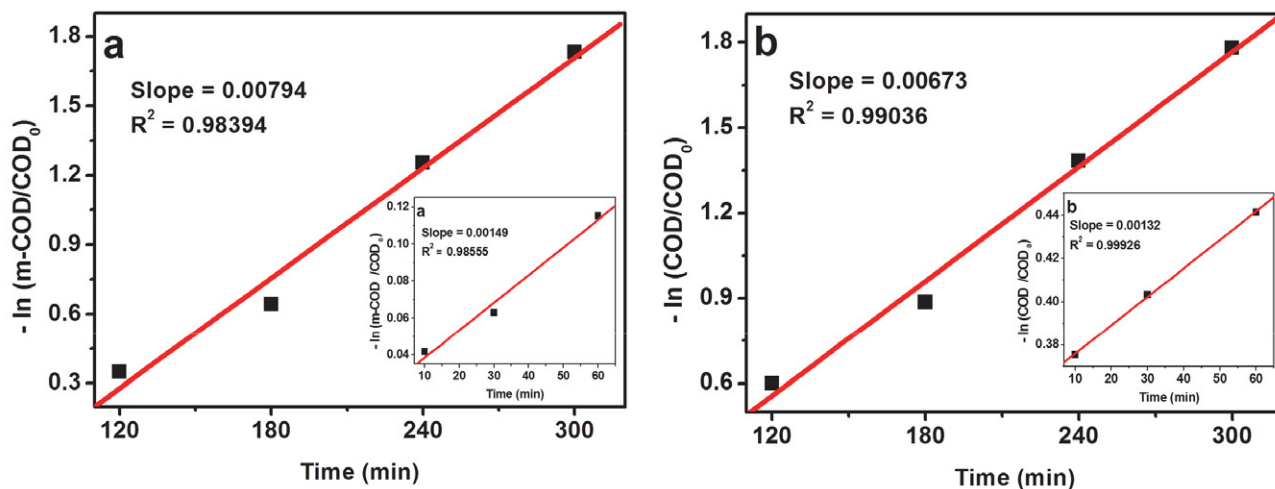 a
Slope = 0.00794
R² = 0.98394
- ln (m-COD/COD₀)
1.8
1.5
1.2
0.9
0.6
0.3
120
180
240
300
Time (min)
a
Slope = 0.00149
R² = 0.98555
- ln (m-COD /COD₀)
0.12
0.10
0.08
0.06
0.04
10
20
30
40
50
60
Time (min)
b
Slope = 0.00673
R² = 0.99036
- ln (COD/COD₀)
1.8
1.5
1.2
0.9
0.6
120
180
240
300
Time (min)
b
Slope = 0.00132
R² = 0.99926
- ln (COD /COD₀)
0.44
0.42
0.40
0.38
10
20
30
40
50
60
Time (min)